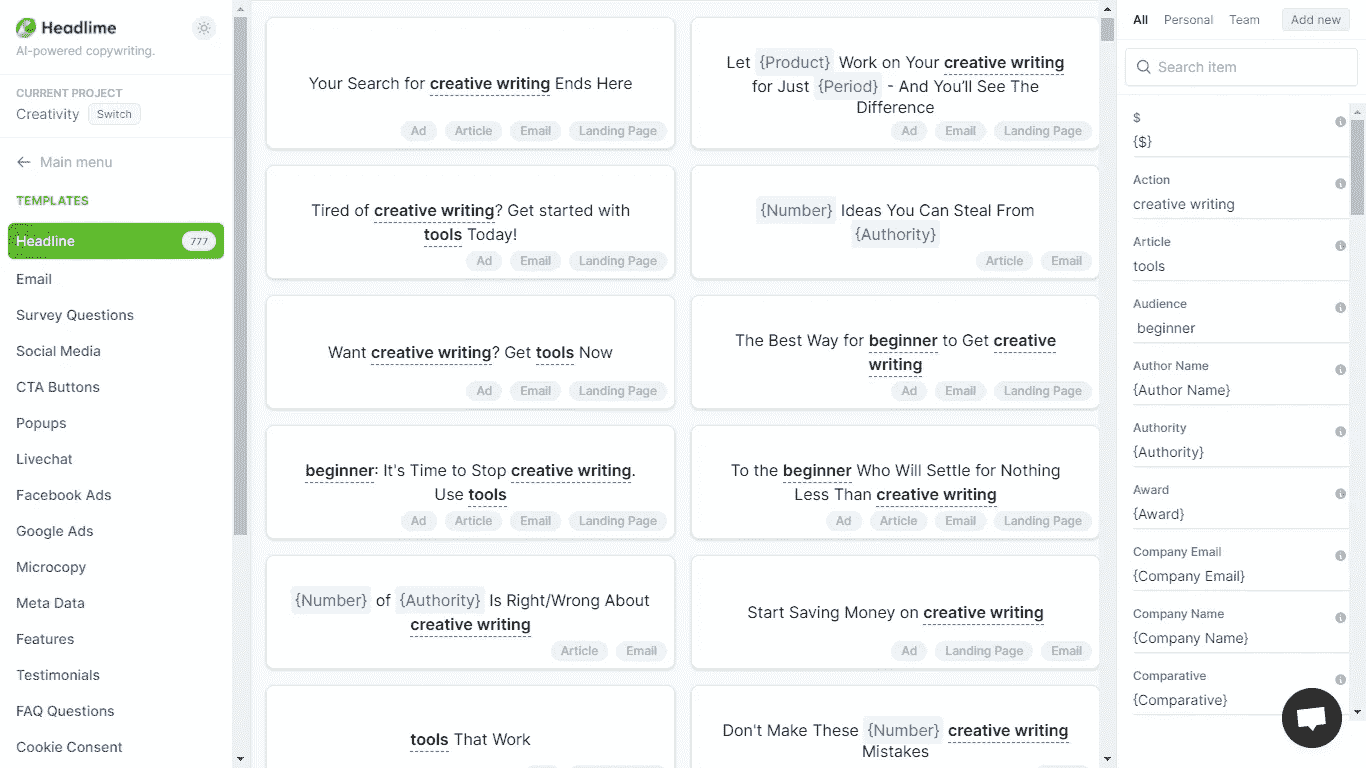 Headlime
AI-powered copywriting.
CURRENT PROJECT
Creativity Switch
Main menu
TEMPLATES
Headline 777
Email
Survey Questions
Social Media
CTA Buttons
Popups
Livechat
Facebook Ads
Google Ads
Microcopy
Meta Data
Features
Testimonials
FAQ Questions
Cookie Consent
Your Search for creative writing Ends Here
Ad Article Email Landing Page
Let {Product} Work on Your creative writing
for Just {Period} - And You’ll See The
Difference
Ad Email Landing Page
Tired of creative writing? Get started with
tools Today!
Ad Email Landing Page
{Number} Ideas You Can Steal From
{Authority}
Article Email
Want creative writing? Get tools Now
Ad Email Landing Page
The Best Way for beginner to Get creative
writing
Ad Email Landing Page
beginner: It's Time to Stop creative writing.
Use tools
Ad Article Email Landing Page
To the beginner Who Will Settle for Nothing
Less Than creative writing
Ad Article Email Landing Page
{Number} of {Authority} Is Right/Wrong About
creative writing
Article Email
Start Saving Money on creative writing
Ad Landing Page Email
tools That Work
Don't Make These {Number} creative writing
Mistakes
All Personal Team Add new
Search item
$
{$}
Action
creative writing
Article
tools
Audience
beginner
Author Name
{Author Name}
Authority
{Authority}
Award
{Award}
Company Email
{Company Email}
Company Name
{Company Name}
Comparative
{Comparative}